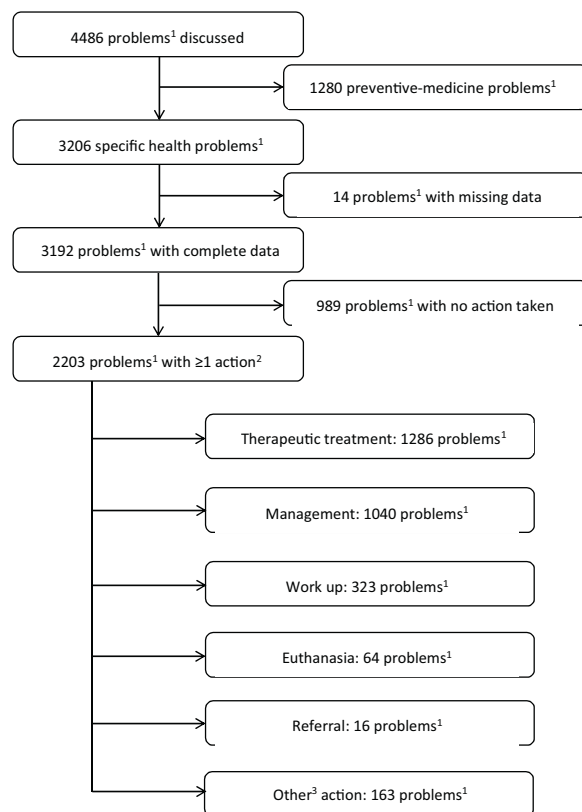 4486 problems¹ discussed
1280 preventive-medicine problems¹
3206 specific health problems¹
14 problems¹ with missing data
3192 problems¹ with complete data
989 problems¹ with no action taken
2203 problems¹ with ≥1 action²
Therapeutic treatment: 1286 problems¹
Management: 1040 problems¹
Work up: 323 problems¹
Euthanasia: 64 problems¹
Referral: 16 problems¹
Other³ action: 163 problems¹